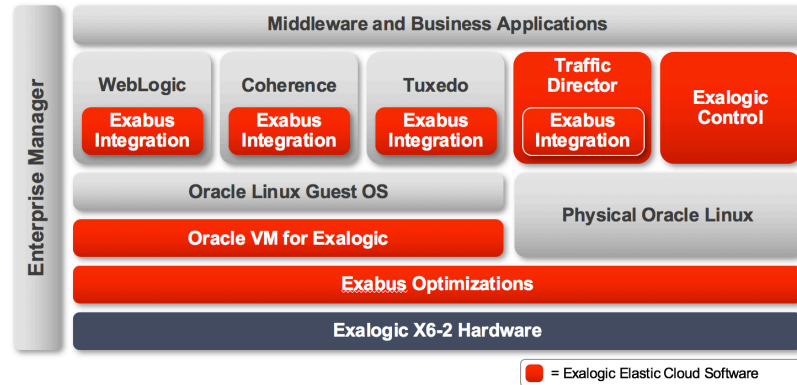 Enterprise Manager
Middleware and Business Applications
WebLogic
Exabus
Integration
Coherence
Exabus
Integration
Tuxedo
Exabus
Integration
Traffic
Director
Exabus
Integration
Exalogic
Control
Oracle Linux Guest OS
Physical Oracle Linux
Oracle VM for Exalogic
Exabus Optimizations
Exalogic X6-2 Hardware
= Exalogic Elastic Cloud Software